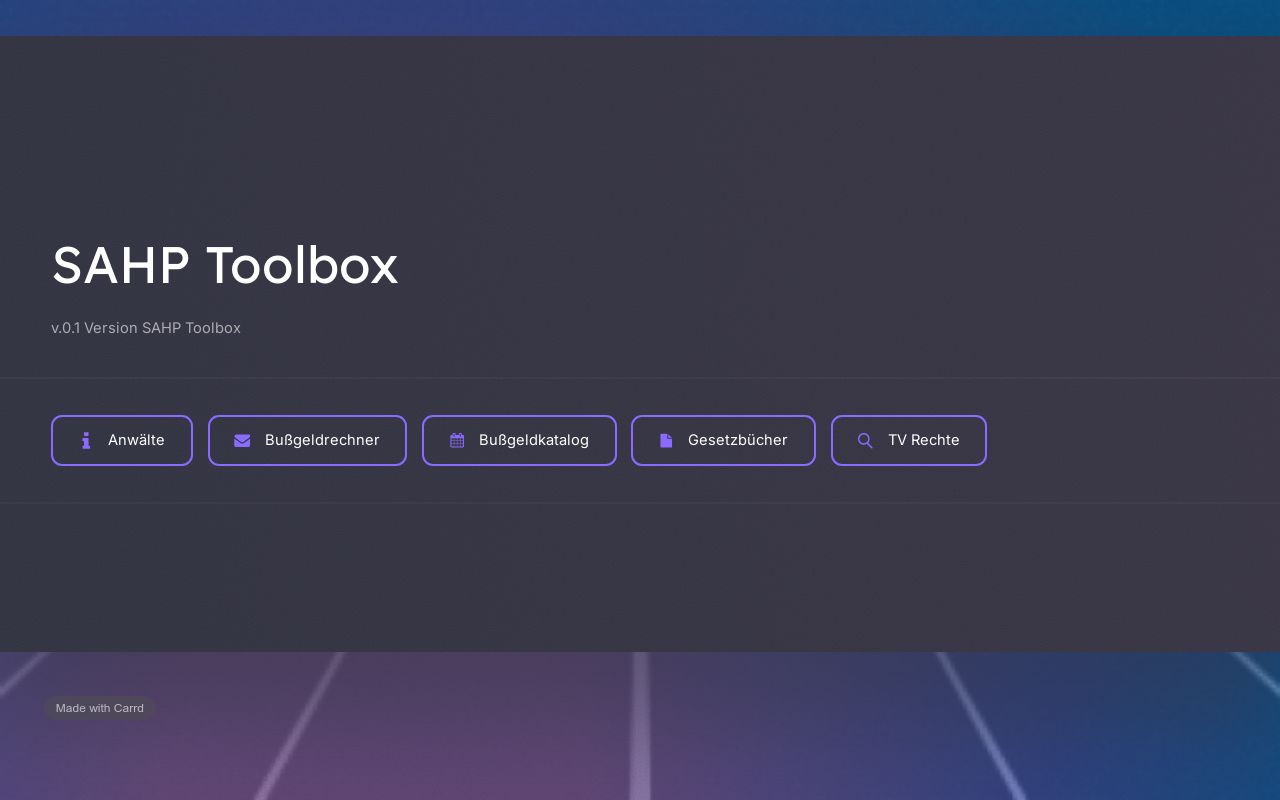 SAHP Toolbox
v.0.1 Version SAHP Toolbox
Anwälte
Bußgeldrechner
Bußgeldkatalog
Gesetzbücher
TV Rechte
Made with Carrd